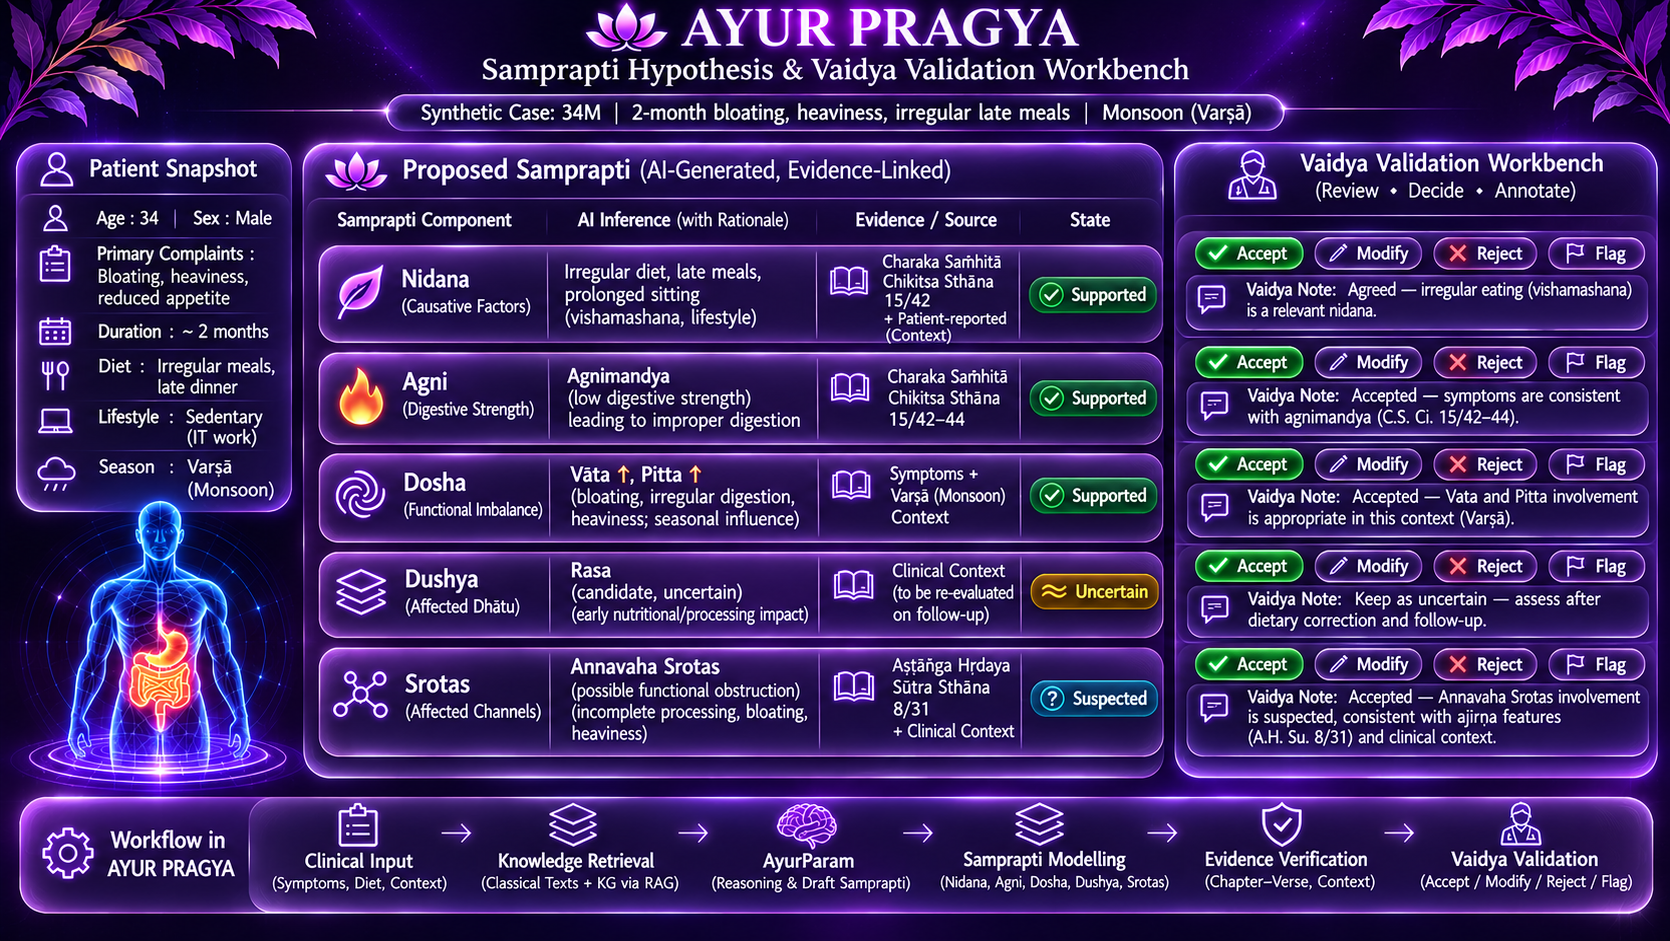 AYUR PRAGYA
Samprapti Hypothesis & Vaidya Validation Workbench
Synthetic Case: 34M | 2-month bloating, heaviness, irregular late meals | Monsoon (Varṣā)
Patient Snapshot
Age : 34 | Sex : Male
Primary Complaints :
Bloating, heaviness,
reduced appetite
Duration : ~ 2 months
Diet : Irregular meals,
late dinner
Lifestyle : Sedentary
(IT work)
Season : Varṣā
(Monsoon)
Proposed Samprapti (AI-Generated, Evidence-Linked)
Samprapti Component
AI Inference (with Rationale)
Evidence / Source
State
Nidana
(Causative Factors)
Irregular diet, late meals,
prolonged sitting
(vishamashana, lifestyle)
Charaka Saṁhitā
Chikitsa Sthāna
15/42
+ Patient-reported
(Context)
Supported
Agni
(Digestive Strength)
Agnimandya
(low digestive strength)
leading to improper digestion
Charaka Saṁhitā
Chikitsa Sthāna
15/42–44
Supported
Dosha
(Functional Imbalance)
Vāta ↑, Pitta ↑
(bloating, irregular digestion,
heaviness; seasonal influence)
Symptoms +
Varṣā (Monsoon)
Context
Supported
Dushya
(Affected Dhātu)
Rasa
(candidate, uncertain)
(early nutritional/processing impact)
Clinical Context
(to be re-evaluated
on follow-up)
Uncertain
Srotas
(Affected Channels)
Annavaha Srotas
(possible functional obstruction)
(incomplete processing, bloating,
heaviness)
Aṣṭāṅga Hṛdaya
Sūtra Sthāna
8/31
+ Clinical Context
Suspected
Vaidya Validation Workbench
(Review • Decide • Annotate)
Accept Modify Reject Flag
Vaidya Note: Agreed — irregular eating (vishamashana)
is a relevant nidana.
Accept Modify Reject Flag
Vaidya Note: Accepted — symptoms are consistent
with agnimandya (C.S. Ci. 15/42–44).
Accept Modify Reject Flag
Vaidya Note: Accepted — Vata and Pitta involvement
is appropriate in this context (Varṣā).
Accept Modify Reject Flag
Vaidya Note: Keep as uncertain — assess after
dietary correction and follow-up.
Accept Modify Reject Flag
Vaidya Note: Accepted — Annavaha Srotas involvement
is suspected, consistent with ajirṇa features
(A.H. Su. 8/31) and clinical context.
Workflow in
AYUR PRAGYA
Clinical Input
(Symptoms, Diet, Context)
Knowledge Retrieval
(Classical Texts + KG via RAG)
AyurParam
(Reasoning & Draft Samprapti)
Samprapti Modelling
(Nidana, Agni, Dosha, Dushya, Srotas)
Evidence Verification
(Chapter–Verse, Context)
Vaidya Validation
(Accept / Modify / Reject / Flag)